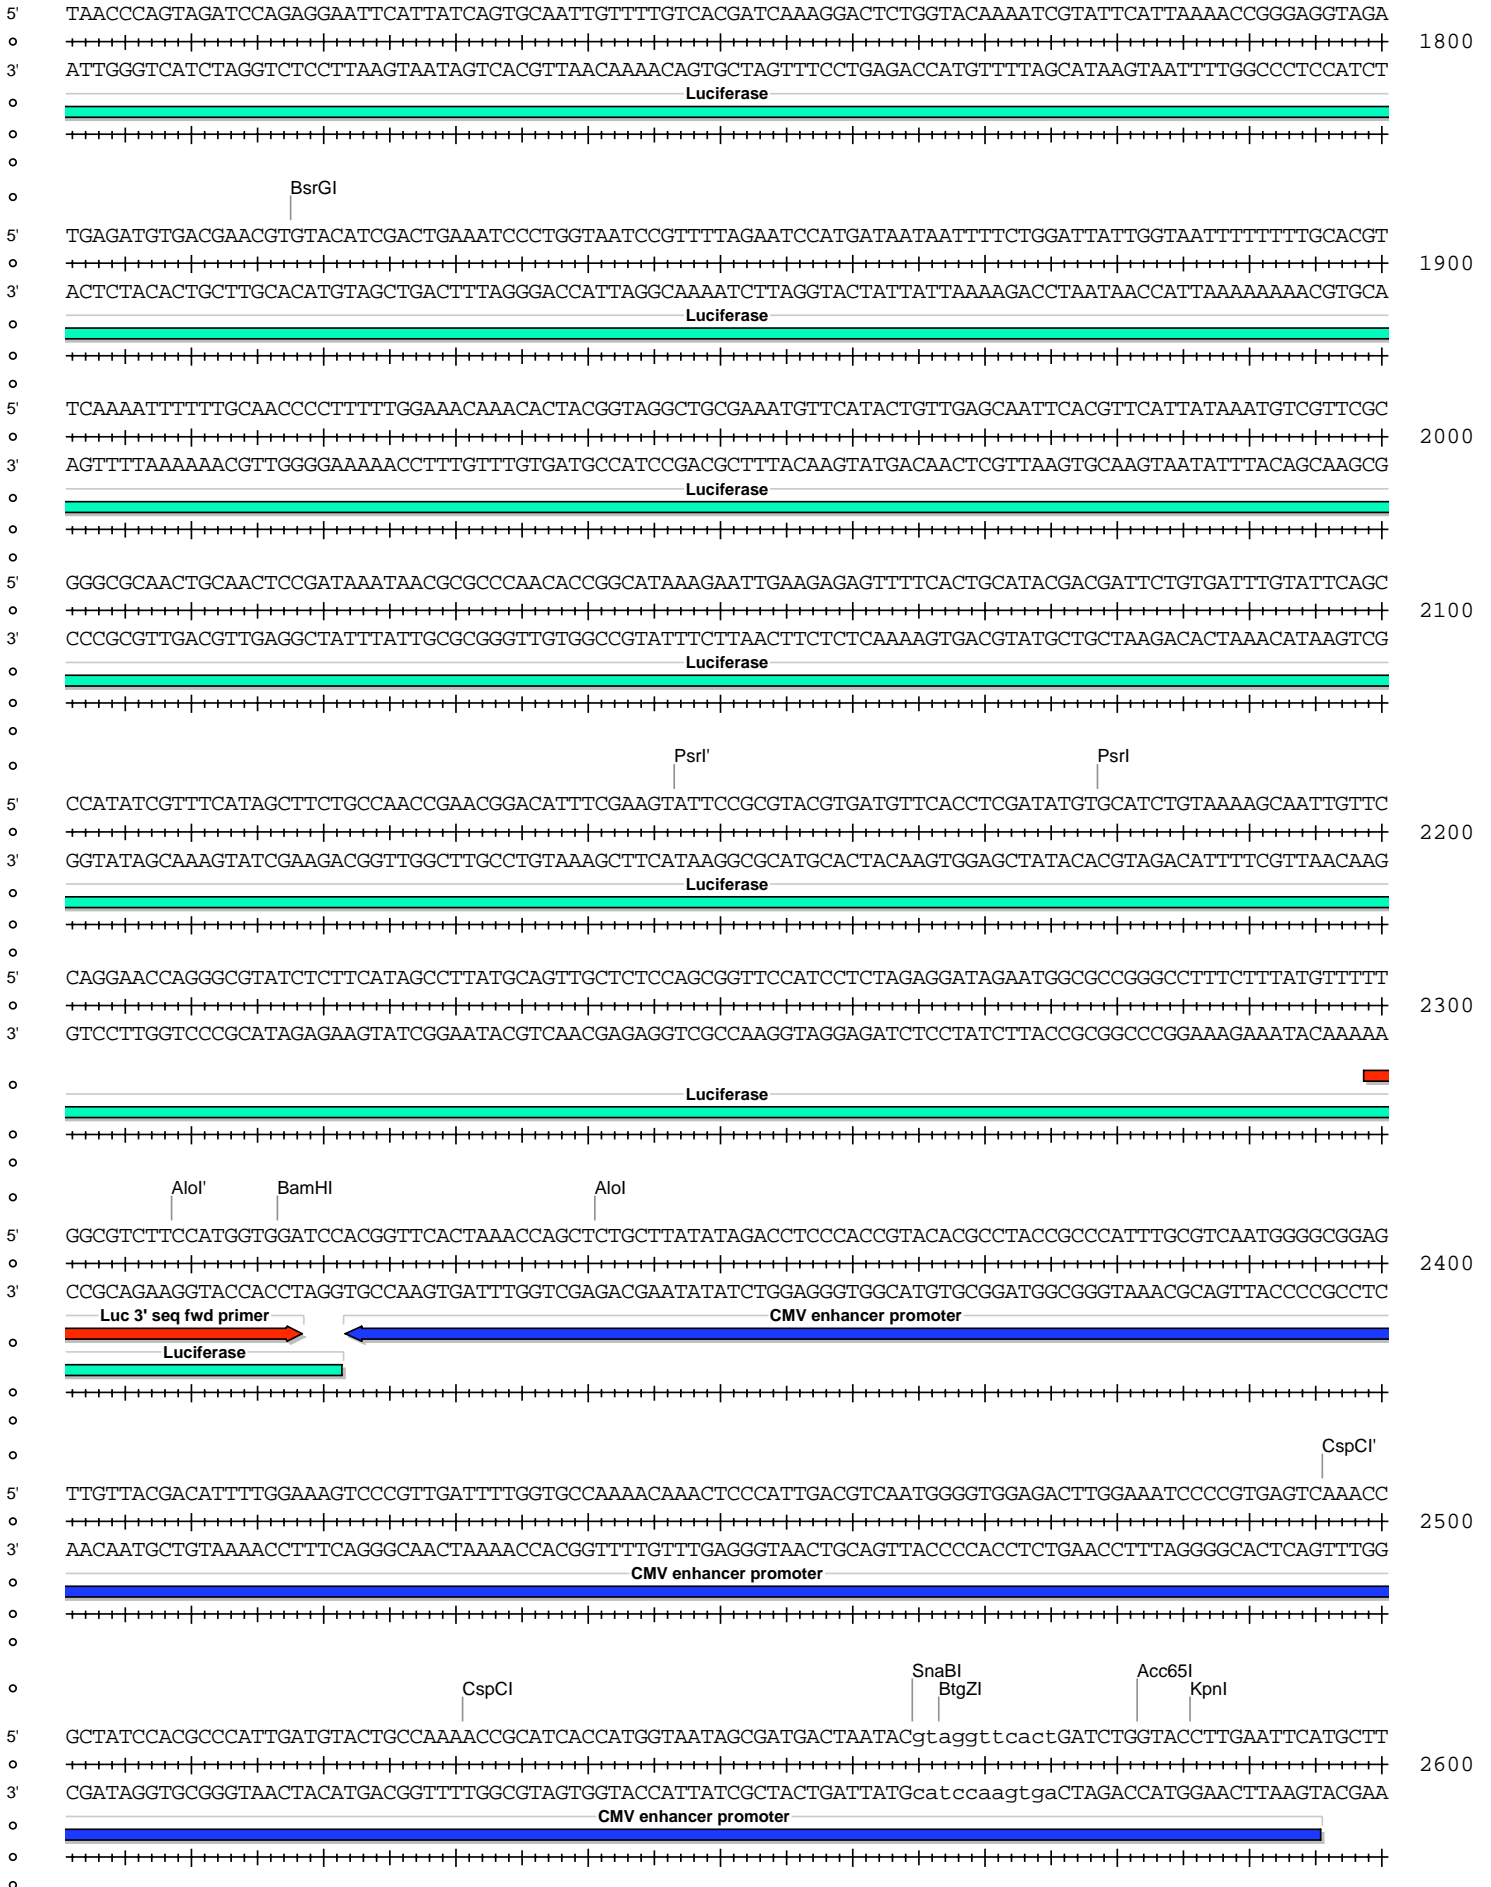 5' TAACCCAGTAGATCCAGAGGAATTCATTATCAGTGCAATTGTTTTGTCACGATCAAAGGACTCTGGTACAAAATCGTATTCATTAAAACCGGGAGGTAGA
1800
3' ATTGGGTCATCTAGGTCTCCTTAAGTAATAGTCACGTTAACAAAACAGTGCTAGTTTCCTGAGACCATGTTTTAGCATAAGTAATTTTGGCCCTCCATCT
Luciferase
BsrGI
5' TGAGATGTGACGAACGTGTACATCGACTGAAATCCCTGGTAATCCGTTTTAGAATCCATGATAATAATTTTCTGGATTATTGGTAATTTTTTTTGCACGT
1900
3' ACTCTACACTGCTTGCACATGTAGCTGACTTTAGGGACCATTAGGCAAAATCTTAGGTACTATTATTAAAAGACCTAATAACCATTAAAAAAAACGTGCA
Luciferase
5' TCAAAATTTTTTGCAACCCCTTTTTGGAAACAAACACTACGGTAGGCTGCGAAATGTTCATACTGTTGAGCAATTCACGTTCATTATAAATGTCGTTCGC
2000
3' AGTTTTAAAAAACGTTGGGGAAAAACCTTTGTTTGTGATGCCATCCGACGCTTTACAAGTATGACAACTCGTTAAGTGCAAGTAATATTTACAGCAAGCG
Luciferase
5' GGGCGCAACTGCAACTCCGATAAATAACGCGCCCAACACCGGCATAAAGAATTGAAGAGAGTTTTCACTGCATACGACGATTCTGTGATTTGTATTCAGC
2100
3' CCCGCGTTGACGTTGAGGCTATTTATTGCGCGGGTTGTGGCCGTATTTCTTAACTTCTCTCAAAAGTGACGTATGCTGCTAAGACACTAAACATAAGTCG
Luciferase
PsrI' PsrI
5' CCATATCGTTTCATAGCTTCTGCCAACCGAACGGACATTTCGAAGTATTCCGCGTACGTGATGTTCACCTCGATATGTGCATCTGTAAAAGCAATTGTTC
2200
3' GGTATAGCAAAGTATCGAAGACGGTTGGCTTGCCTGTAAAGCTTCATAAGGCGCATGCACTACAAGTGGAGCTATACACGTAGACATTTTCGTTAACAAG
Luciferase
5' CAGGAACCAGGGCGTATCTCTTCATAGCCTTATGCAGTTGCTCTCCAGCGGTTCCATCCTCTAGAGGATAGAATGGCGCCGGGCCTTTCTTTATGTTTTT
2300
3' GTCCTTGGTCCCGCATAGAGAAGTATCGGAATACGTCAACGAGAGGTCGCCAAGGTAGGAGATCTCCTATCTTACCGCGGCCCGGAAAGAAATACAAAAA
Luciferase
AloI' BamHI AloI
5' GGCGTCTTCCATGGTGGATCCACGGTTCACTAAACCAGCTCTGCTTATATAGACCTCCCACCGTACACGCCTACCGCCCATTTGCGTCAATGGGGCGGAG
2400
3' CCGCAGAAGGTACCACCTAGGTGCCAAGTGATTTGGTCGAGACGAATATATCTGGAGGGTGGCATGTGCGGATGGCGGGTAAACGCAGTTACCCCGCCTC
Luc 3' seq fwd primer CMV enhancer promoter
Luciferase
CspCI'
5' TTGTTACGACATTTTGGAAAGTCCCGTTGATTTTGGTGCCAAAACAAACTCCCATTGACGTCAATGGGGTGGAGACTTGGAAATCCCCGTGAGTCAAACC
2500
3' AACAATGCTGTAAAACCTTTCAGGGCAACTAAAACCACGGTTTTGTTTGAGGGTAACTGCAGTTACCCCACCTCTGAACCTTTAGGGGCACTCAGTTTGG
CMV enhancer promoter
SnaBI Acc65I
CspCI BtgZI KpnI
5' GCTATCCACGCCCATTGATGTACTGCCAAAACCGCATCACCATGGTAATAGCGATGACTAATACgtaggttcactGATCTGGTACCTTGAATTCATGCTT
2600
3' CGATAGGTGCGGGTAACTACATGACGGTTTTGGCGTAGTGGTACCATTATCGCTACTGATTATGcatccaagtgaCTAGACCATGGAACTTAAGTACGAA
CMV enhancer promoter